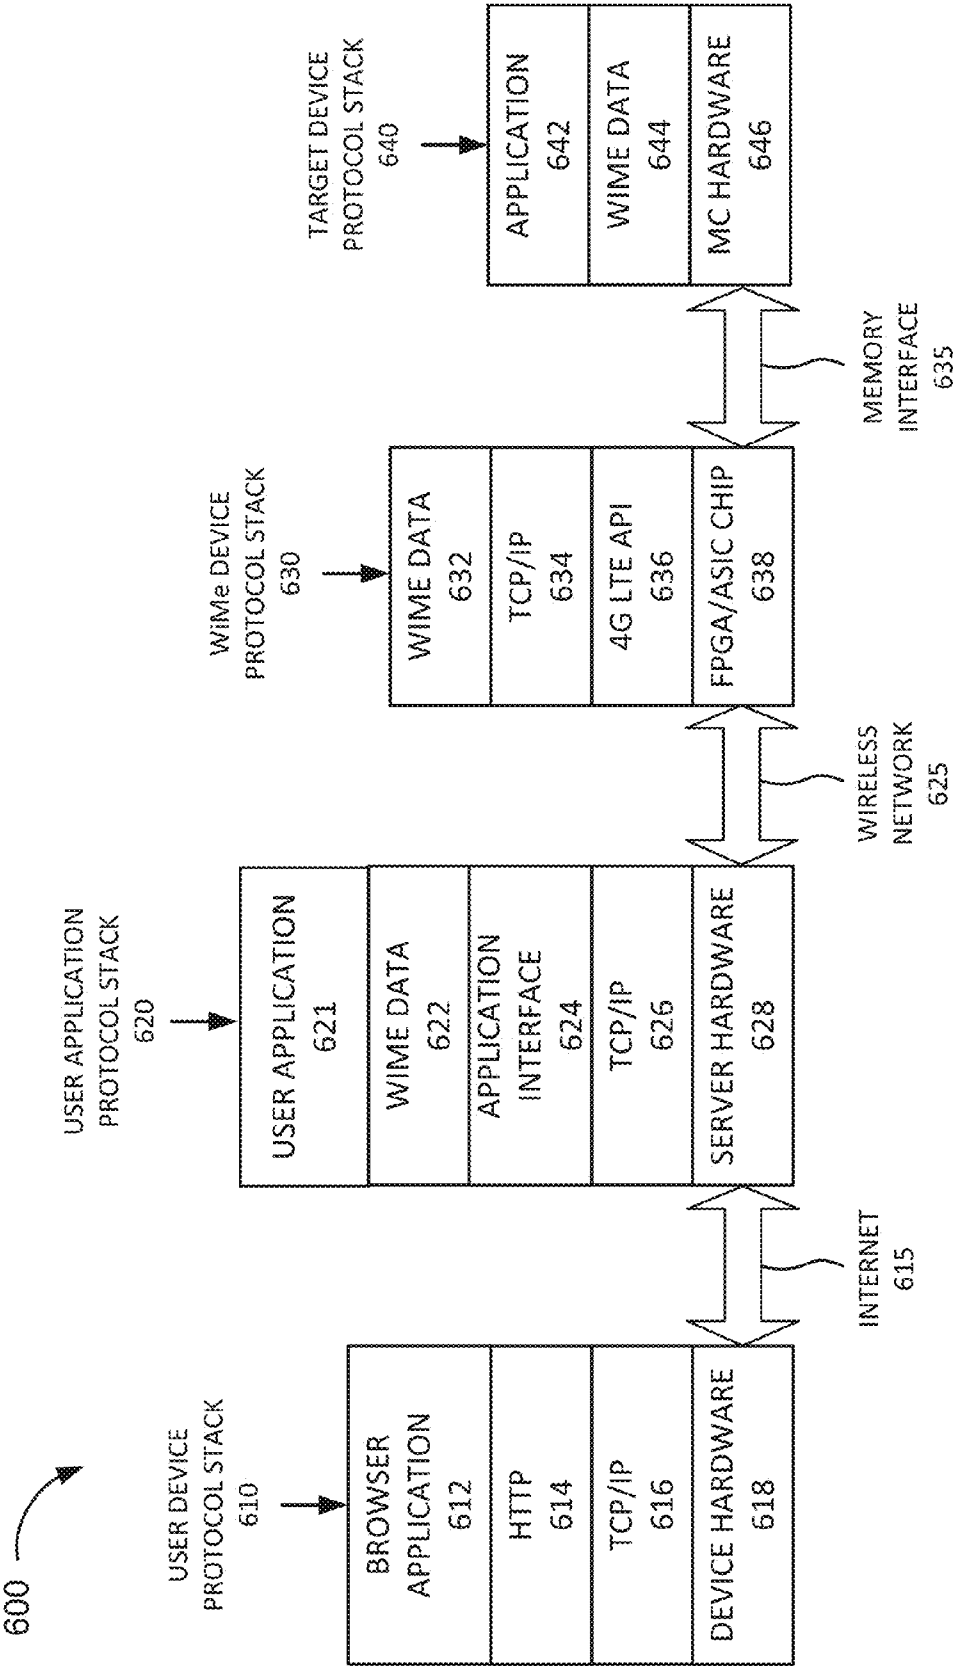 600
USER DEVICE
PROTOCOL STACK
610
BROWSER
APPLICATION
612
HTTP
614
TCP/IP
616
DEVICE HARDWARE
618
INTERNET
615
USER APPLICATION
PROTOCOL STACK
620
USER APPLICATION
621
WIME DATA
622
APPLICATION
INTERFACE
624
TCP/IP
626
SERVER HARDWARE
628
WIRELESS
NETWORK
625
WiMe DEVICE
PROTOCOL STACK
630
WIME DATA
632
TCP/IP
634
4G LTE API
636
FPGA/ASIC CHIP
638
MEMORY
INTERFACE
635
TARGET DEVICE
PROTOCOL STACK
640
APPLICATION
642
WIME DATA
644
MC HARDWARE
646